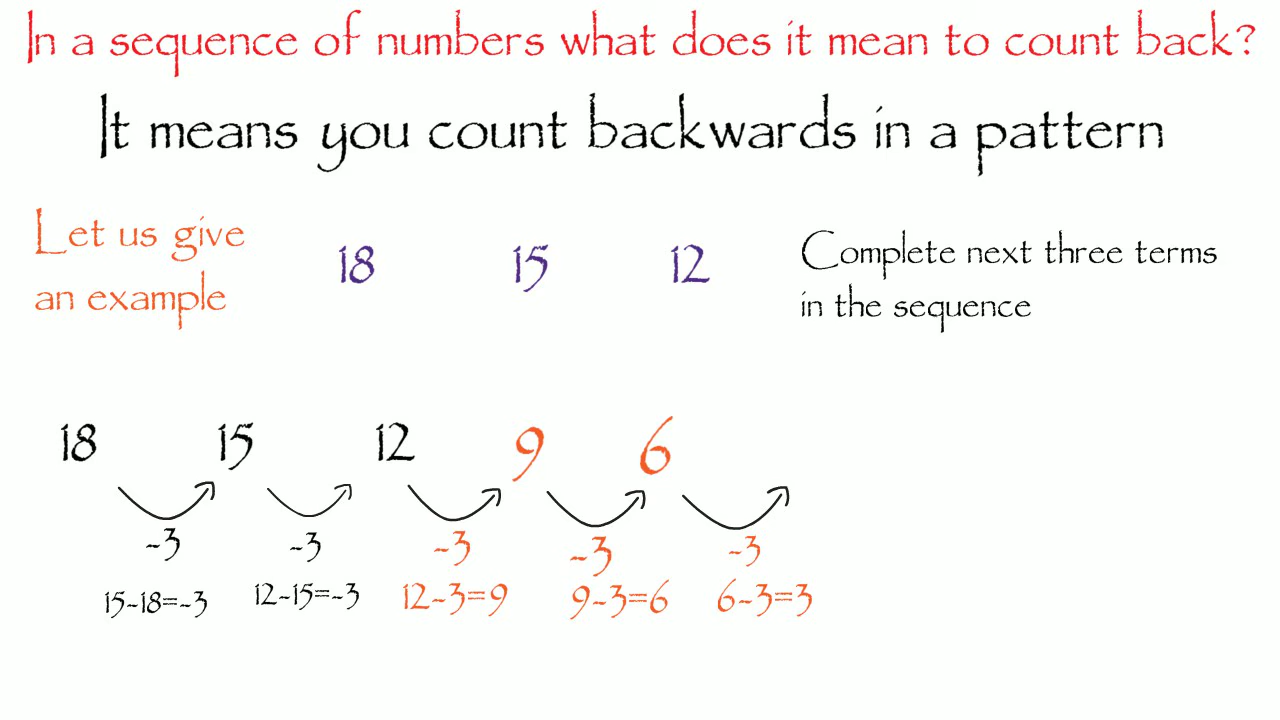 In a sequence of numbers what does it mean to count back?
It means you count backwards in a pattern
Let us give
an example
18 15 12
Complete next three terms
in the sequence
18 15 12 9 6
-3 -3 -3 -3 -3
15-18=-3 12-15=-3 12-3=9 9-3=6 6-3=3